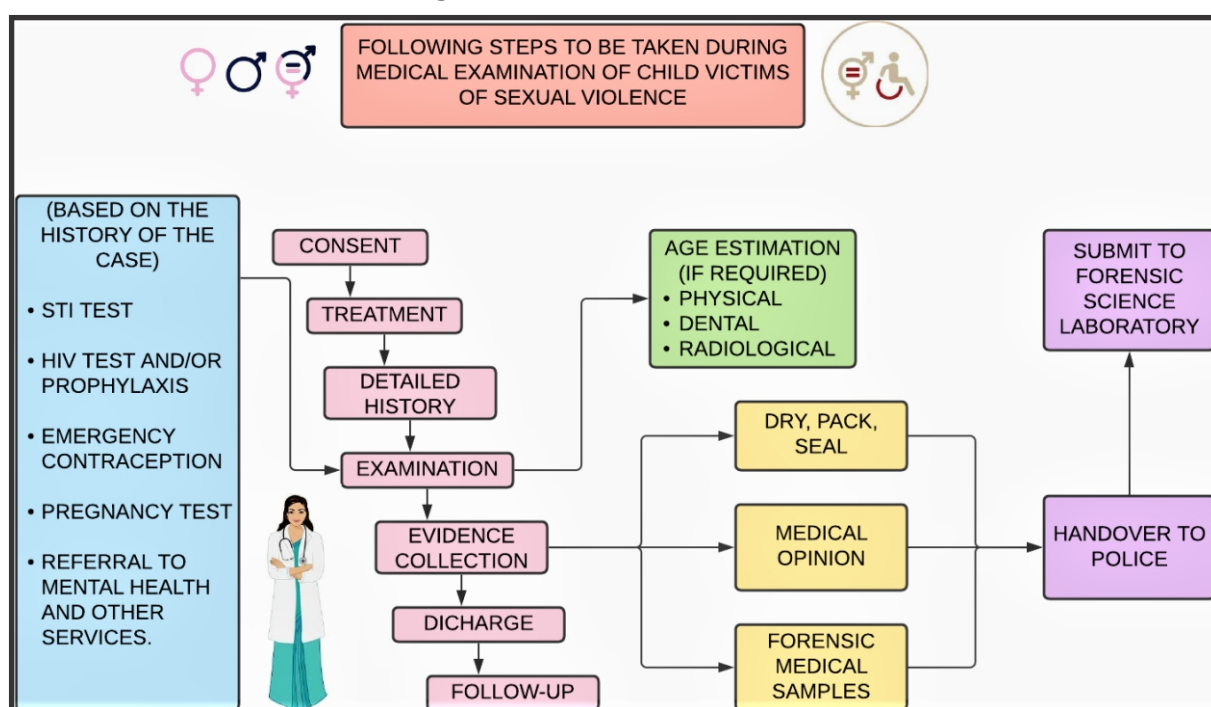 FOLLOWING STEPS TO BE TAKEN DURING
MEDICAL EXAMINATION OF CHILD VICTIMS
OF SEXUAL VIOLENCE
(BASED ON THE
HISTORY OF THE
CASE)
• STI TEST
• HIV TEST AND/OR
PROPHYLAXIS
• EMERGENCY
CONTRACEPTION
• PREGNANCY TEST
• REFERRAL TO
MENTAL HEALTH
AND OTHER
SERVICES.
CONSENT
TREATMENT
DETAILED
HISTORY
EXAMINATION
EVIDENCE
COLLECTION
DICHARGE
FOLLOW-UP
AGE ESTIMATION
(IF REQUIRED)
• PHYSICAL
• DENTAL
• RADIOLOGICAL
DRY, PACK,
SEAL
MEDICAL
OPINION
FORENSIC
MEDICAL
SAMPLES
SUBMIT TO
FORENSIC
SCIENCE
LABORATORY
HANDOVER TO
POLICE